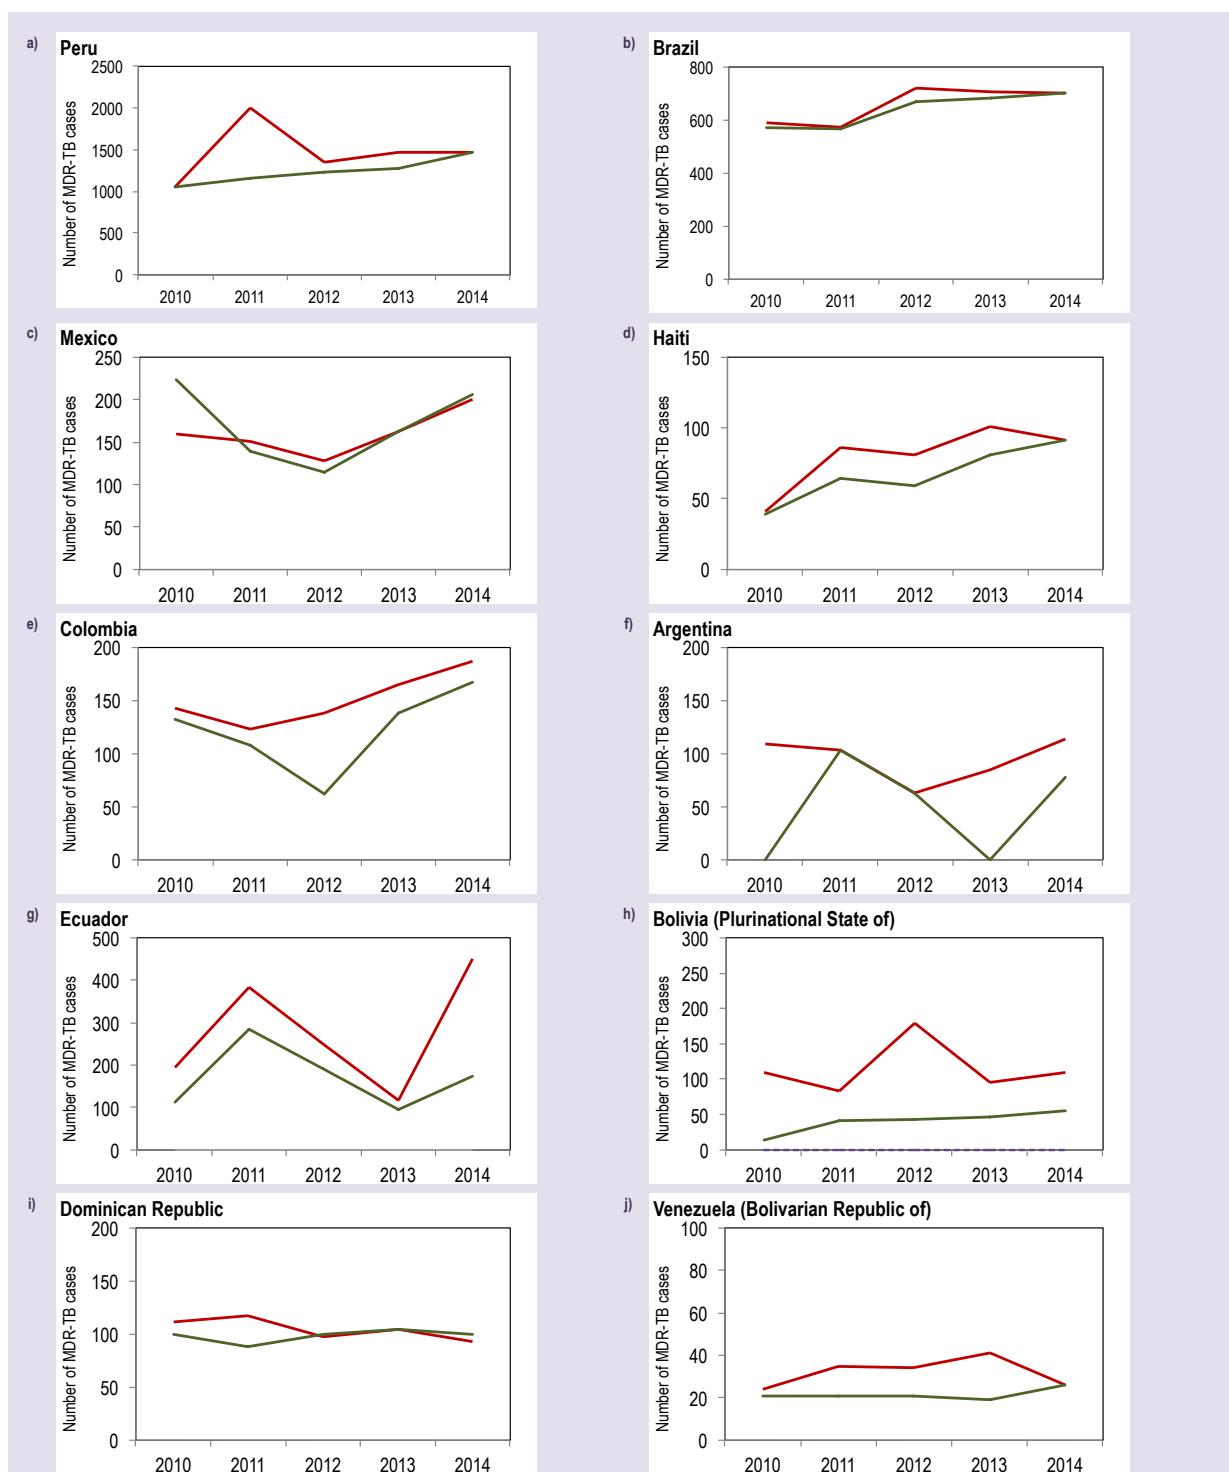 a) Peru
Number of MDR-TB cases
2500
2000
1500
1000
500
0
2010 2011 2012 2013 2014
b) Brazil
Number of MDR-TB cases
800
600
400
200
0
2010 2011 2012 2013 2014
c) Mexico
Number of MDR-TB cases
250
200
150
100
50
0
2010 2011 2012 2013 2014
d) Haiti
Number of MDR-TB cases
150
100
50
0
2010 2011 2012 2013 2014
e) Colombia
Number of MDR-TB cases
200
150
100
50
0
2010 2011 2012 2013 2014
f) Argentina
Number of MDR-TB cases
200
150
100
50
0
2010 2011 2012 2013 2014
g) Ecuador
Number of MDR-TB cases
500
400
300
200
100
0
2010 2011 2012 2013 2014
h) Bolivia (Plurinational State of)
Number of MDR-TB cases
300
250
200
150
100
50
0
2010 2011 2012 2013 2014
i) Dominican Republic
Number of MDR-TB cases
200
150
100
50
0
2010 2011 2012 2013 2014
j) Venezuela (Bolivarian Republic of)
Number of MDR-TB cases
100
80
60
40
20
0
2010 2011 2012 2013 2014